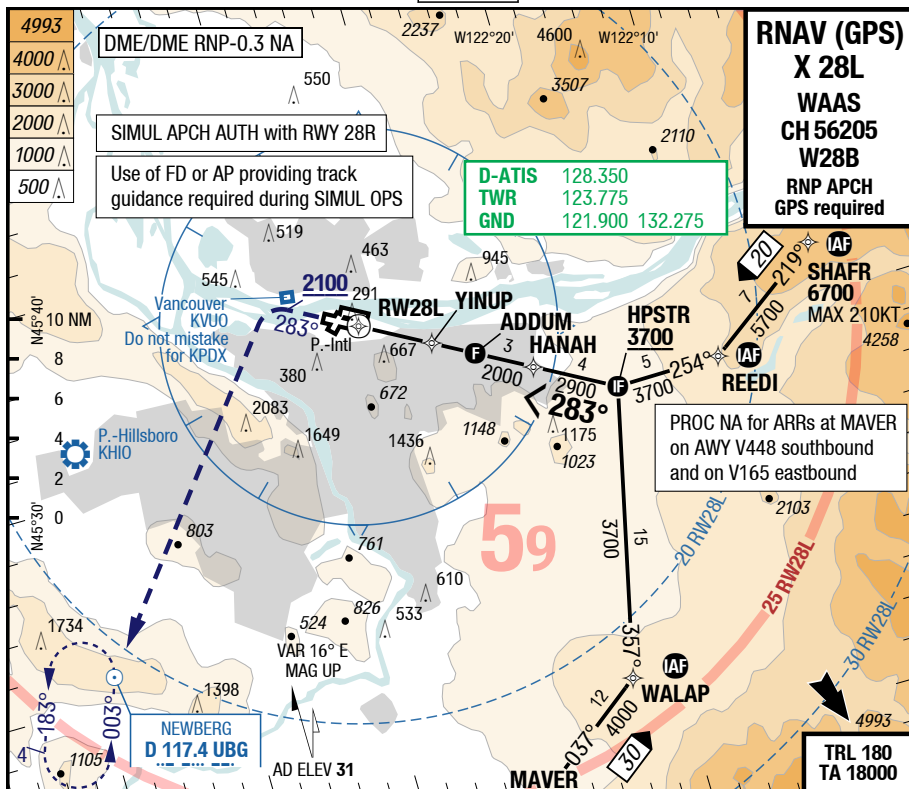 4993
4000
3000
2000
1000
500
DME/DME RNP-0.3 NA
550
2237
W122°20'
4600
W122°10'
3507
2110
RNAV (GPS)
X 28L
WAAS
CH 56205
W28B
RNP APCH
GPS required
SIMUL APCH AUTH with RWY 28R
Use of FD or AP providing track
guidance required during SIMUL OPS
D-ATIS 128.350
TWR 123.775
GND 121.900 132.275
519
463
545
291
945
2100
283°
Vancouver
KVUO
Do not mistake
for KPDX
P.-Intl
RW28L
YINUP
F
ADDUM
3
2000
HANAH
4
2900
283°
HPSTR
3700
IF
5
3700
254°
IAF
REEDI
20
219°
7
5700
IAF
SHAFR
6700
MAX 210KT
4258
N45°40'
10 NM
8
6
4
2
0
N45°30'
667
380
672
2083
1649
1436
1148
1175
1023
P.-Hillsboro
KHIO
PROC NA for ARRs at MAVER
on AWY V448 southbound
and on V165 eastbound
2103
59
803
761
610
826
524
533
3700
15
357°
20 RW28L
25 RW28L
30 RW28L
VAR 16° E
MAG UP
1734
1398
183°
003°
4
1105
NEWBERG
D 117.4 UBG
AD ELEV 31
IAF
WALAP
12
4000
037°
30
MAVER
4993
TRL 180
TA 18000